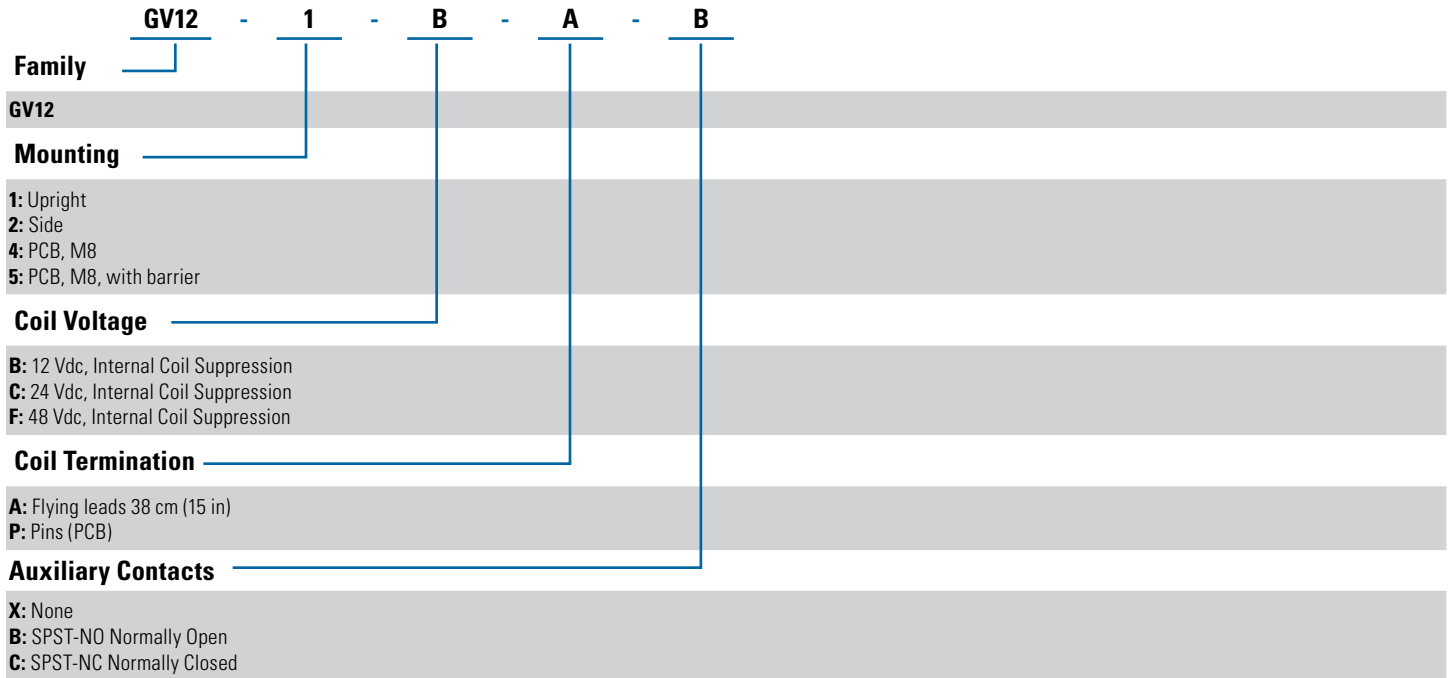 GV12 - 1 - B - A - B
Family
GV12
Mounting
1: Upright
2: Side
4: PCB, M8
5: PCB, M8, with barrier
Coil Voltage
B: 12 Vdc, Internal Coil Suppression
C: 24 Vdc, Internal Coil Suppression
F: 48 Vdc, Internal Coil Suppression
Coil Termination
A: Flying leads 38 cm (15 in)
P: Pins (PCB)
Auxiliary Contacts
X: None
B: SPST-NO Normally Open
C: SPST-NC Normally Closed